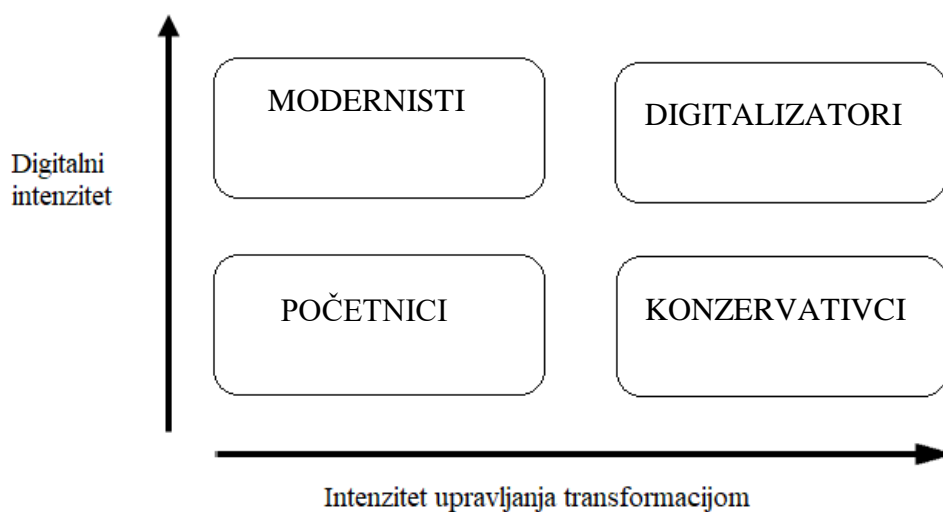 MODERNISTI
DIGITALIZATORI
Digitalni
intenzitet
POČETNICI
KONZERVATIVCI
Intenzitet upravljanja transformacijom